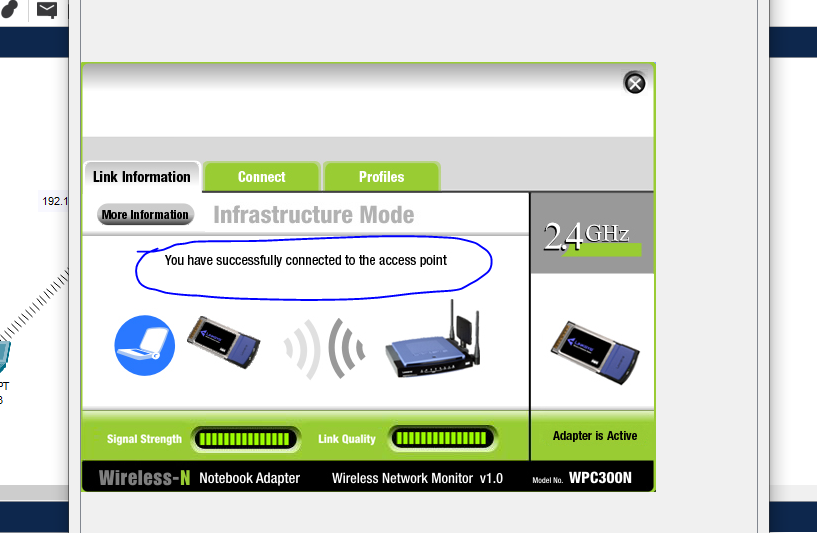 192.1
Link Information
Connect
Profiles
More Information
Infrastructure Mode
2.4GHz
You have successfully connected to the access point
Signal Strength
Link Quality
Adapter is Active
Wireless-N Notebook Adapter
Wireless Network Monitor v1.0
Model No. WPC300N
PT